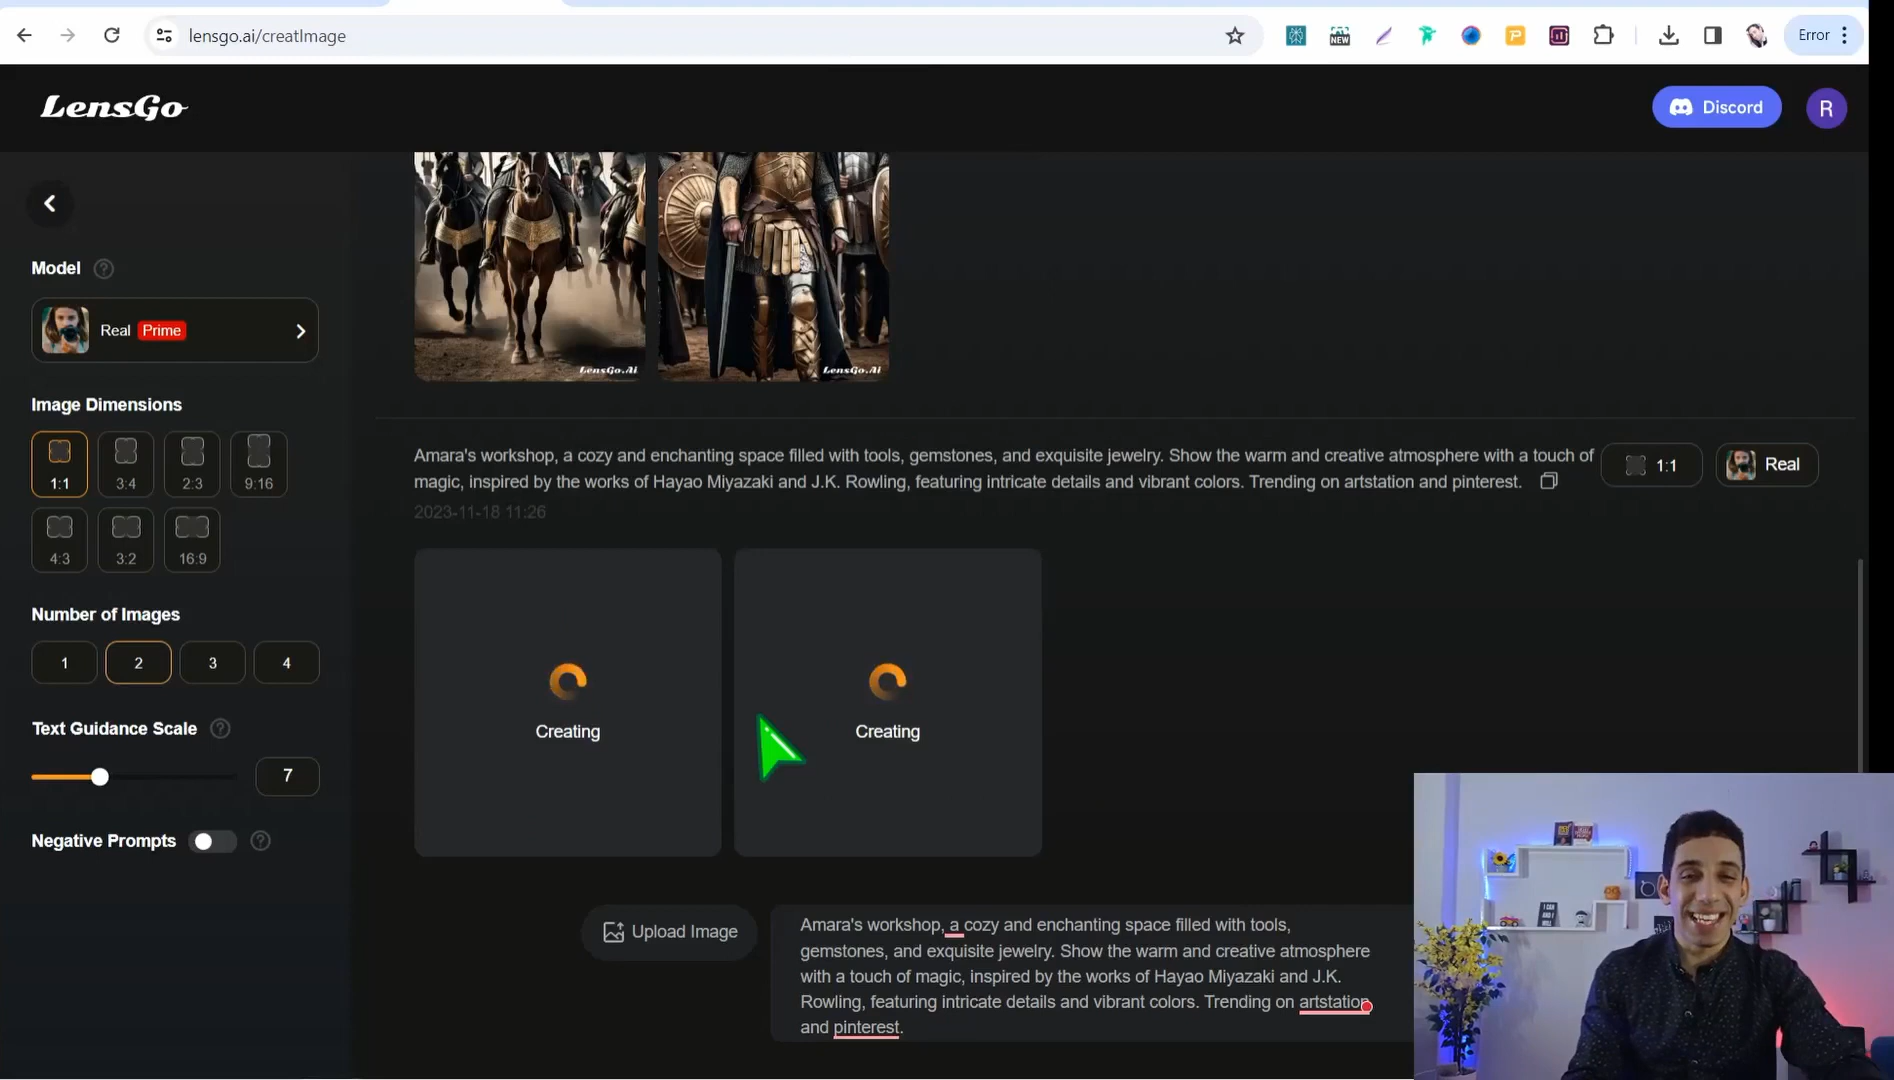 lensgo.ai/creatImage
NEW
Error
LensGo
Discord
R
LensGo.Ai
LensGo.Ai
Model
Real Prime
Image Dimensions
1:1
3:4
2:3
9:16
4:3
3:2
16:9
Number of Images
1
2
3
4
Text Guidance Scale
7
Negative Prompts
Amara's workshop, a cozy and enchanting space filled with tools, gemstones, and exquisite jewelry. Show the warm and creative atmosphere with a touch of
magic, inspired by the works of Hayao Miyazaki and J.K. Rowling, featuring intricate details and vibrant colors. Trending on artstation and pinterest.
2023-11-18 11:26
1:1
Real
Creating
Creating
Upload Image
Amara's workshop, a cozy and enchanting space filled with tools,
gemstones, and exquisite jewelry. Show the warm and creative atmosphere
with a touch of magic, inspired by the works of Hayao Miyazaki and J.K.
Rowling, featuring intricate details and vibrant colors. Trending on artstation
and pinterest.
I CAN
AND
I WILL